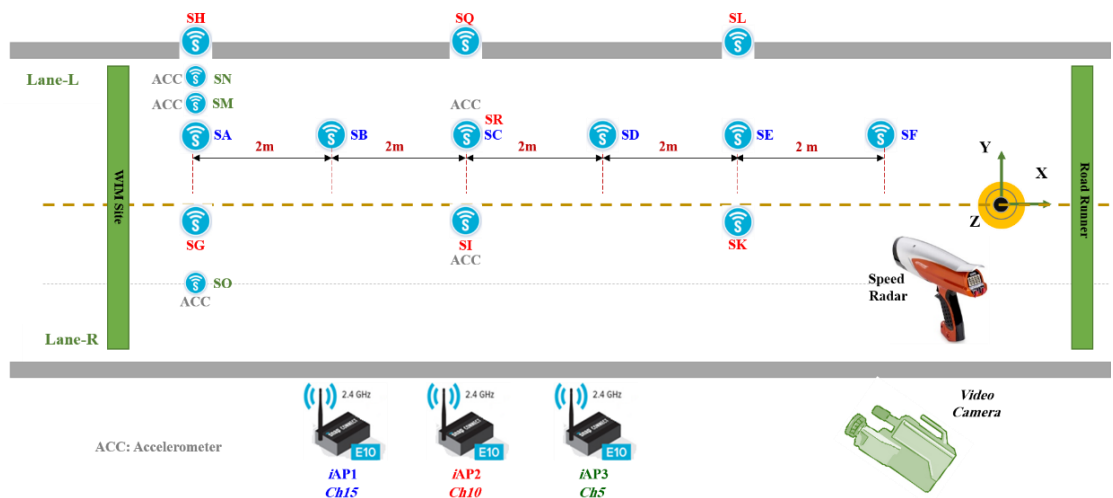 SH SQ SL
Lane-L
ACC SN
ACC SM
ACC
SR
SA SB SC SD SE SF
2m 2m 2m 2m 2 m
WIM Site
Road Runner
Y
X
Z
SG SI SK
ACC
SO
ACC
Speed
Radar
Lane-R
2.4 GHz 2.4 GHz 2.4 GHz
E10 E10 E10
iAP1 iAP2 iAP3
Ch15 Ch10 Ch5
Video
Camera
ACC: Accelerometer